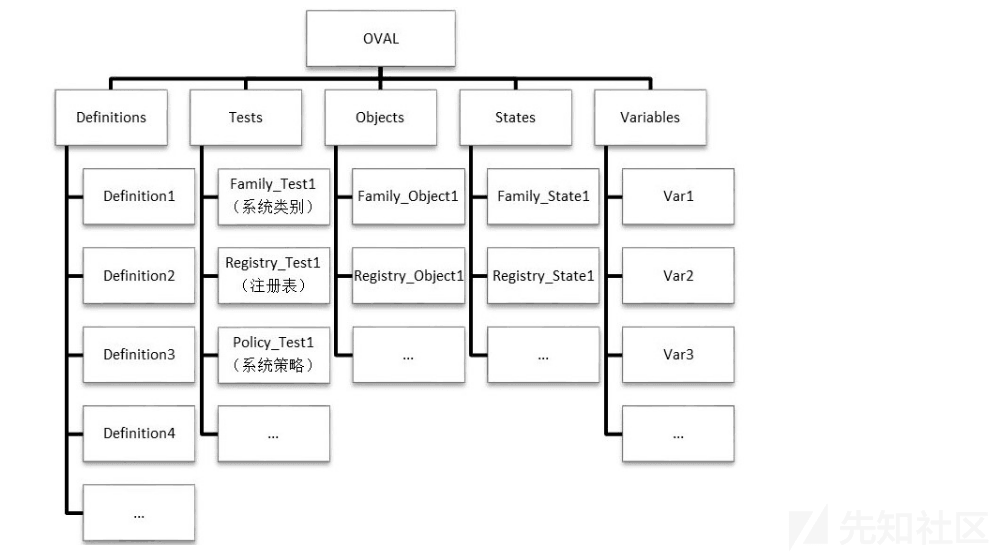 OVAL
Definitions
Tests
Objects
States
Variables
Definition1
Family_Test1
（系统类别）
Family_Object1
Family_State1
Var1
Definition2
Registry_Test1
（注册表）
Registry_Object1
Registry_State1
Var2
Definition3
Policy_Test1
（系统策略）
...
...
Var3
Definition4
...
...
...
先知社区